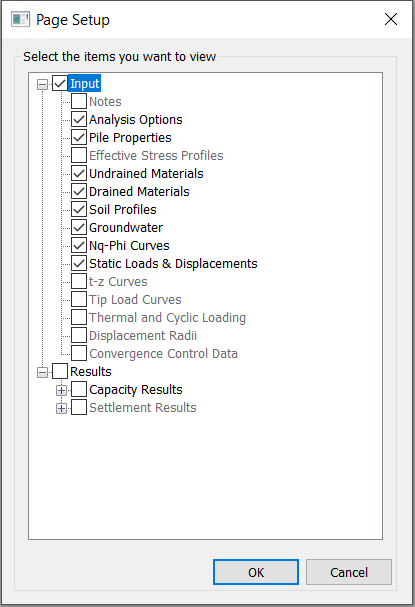 Page Setup
Select the items you want to view
Input
Notes
Analysis Options
Pile Properties
Effective Stress Profiles
Undrained Materials
Drained Materials
Soil Profiles
Groundwater
Nq-Phi Curves
Static Loads & Displacements
t-z Curves
Tip Load Curves
Thermal and Cyclic Loading
Displacement Radii
Convergence Control Data
Results
Capacity Results
Settlement Results
OK Cancel